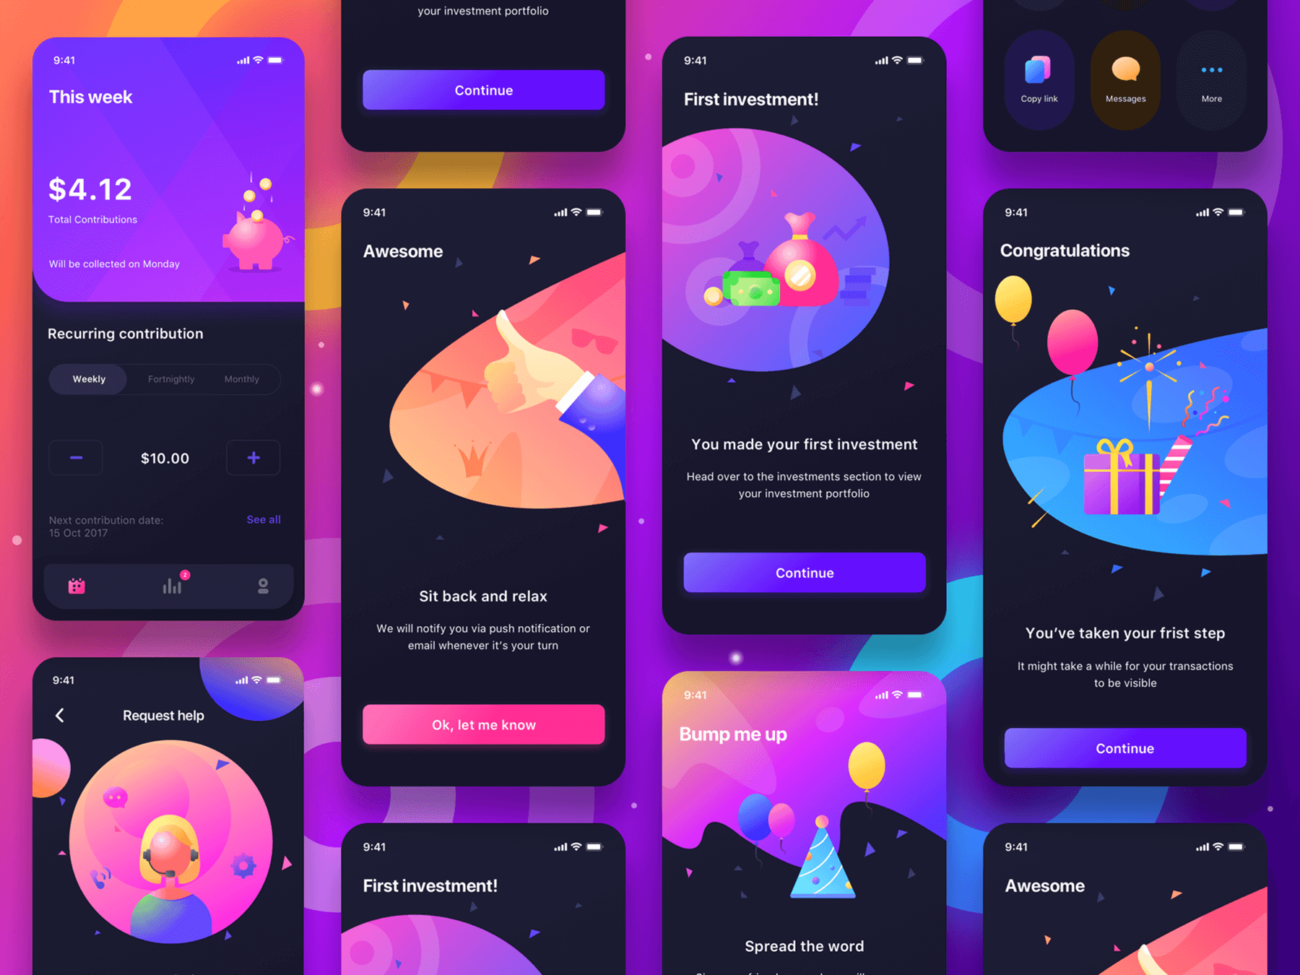 9:41
This week
$4.12
Total Contributions
Will be collected on Monday
Recurring contribution
Weekly
Fortnightly
Monthly
$10.00
Next contribution date:
15 Oct 2017
See all
2
9:41
Request help
your investment portfolio
Continue
9:41
Awesome
Sit back and relax
We will notify you via push notification or
email whenever it's your turn
Ok, let me know
9:41
First investment!
9:41
First investment!
You made your first investment
Head over to the investments section to view
your investment portfolio
Continue
9:41
Bump me up
Spread the word
Copy link
Messages
More
9:41
Congratulations
You've taken your frist step
It might take a while for your transactions
to be visible
Continue
9:41
Awesome